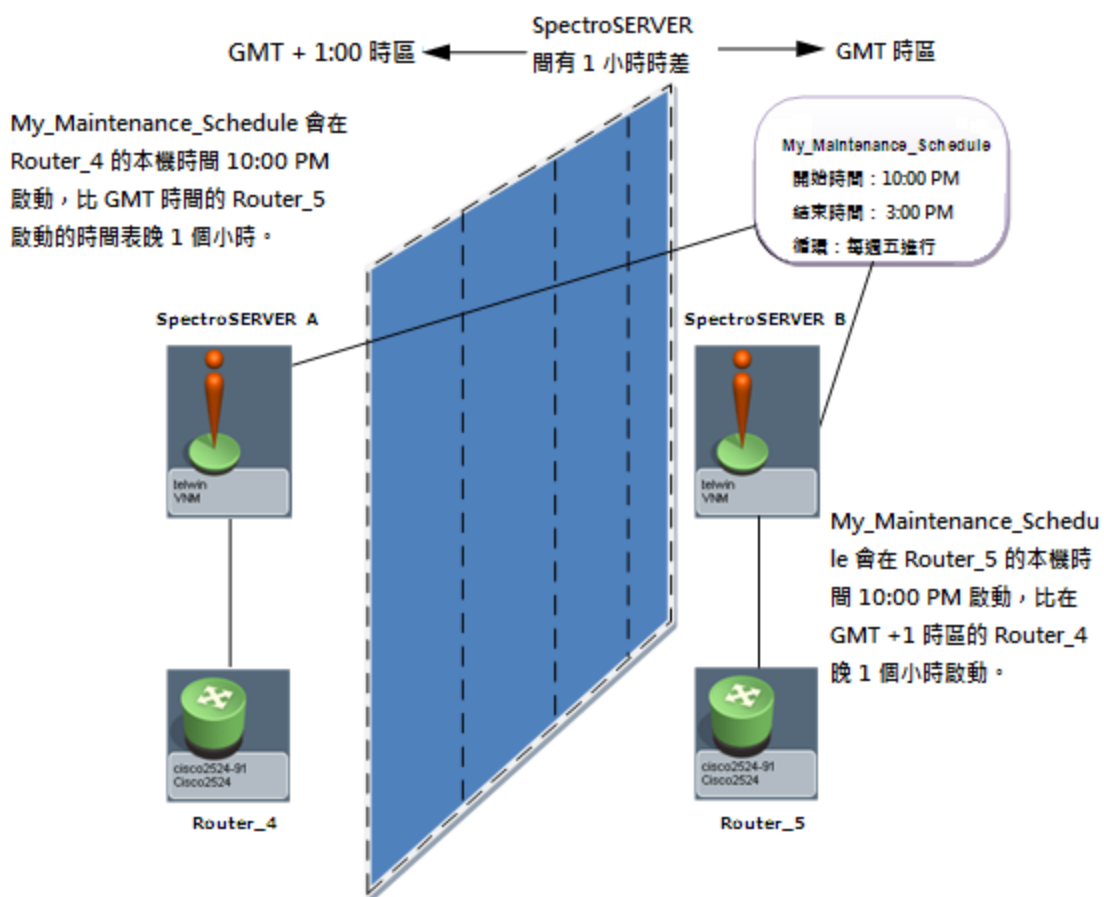 SpectroSERVER
間有 1 小時時差
GMT + 1:00 時區
GMT 時區
My_Maintenance_Schedule 會在
Router_4 的本機時間 10:00 PM
啟動，比 GMT 時間的 Router_5
啟動的時間表晚 1 個小時。
My_Maintenance_Schedule
開始時間：10:00 PM
結束時間： 3:00 PM
循環：每週五進行
SpectroSERVER A
SpectroSERVER B
telwin
VNM
telwin
VNM
My_Maintenance_Schedu
le 會在 Router_5 的本機時
間 10:00 PM 啟動，比在
GMT +1 時區的 Router_4
晚 1 個小時啟動。
cisco2524-91
Cisco2524
cisco2524-91
Cisco2524
Router_4
Router_5